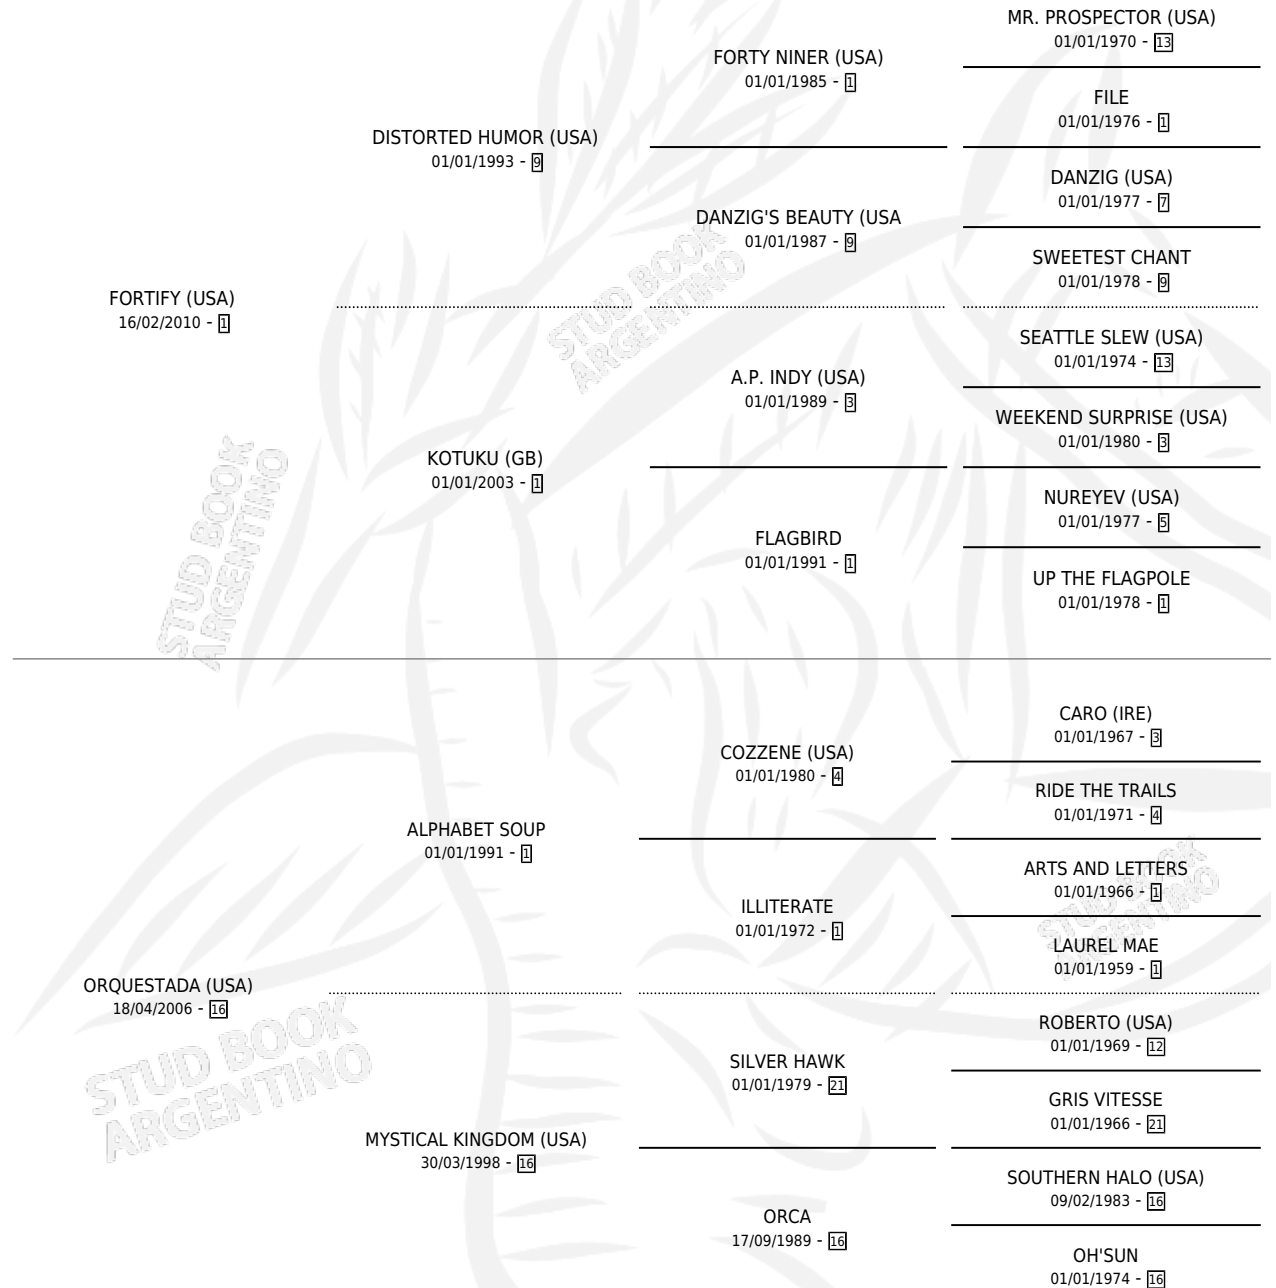 MR. PROSPECTOR (USA)
01/01/1970 - 13
FORTY NINER (USA)
01/01/1985 - 1
FILE
01/01/1976 - 1
DISTORTED HUMOR (USA)
01/01/1993 - 9
DANZIG (USA)
01/01/1977 - 7
DANZIG'S BEAUTY (USA
01/01/1987 - 9
SWEETEST CHANT
01/01/1978 - 9
FORTIFY (USA)
16/02/2010 - 1
SEATTLE SLEW (USA)
01/01/1974 - 13
A.P. INDY (USA)
01/01/1989 - 3
WEEKEND SURPRISE (USA)
01/01/1980 - 3
KOTUKU (GB)
01/01/2003 - 1
NUREYEV (USA)
01/01/1977 - 5
FLAGBIRD
01/01/1991 - 1
UP THE FLAGPOLE
01/01/1978 - 1
CARO (IRE)
01/01/1967 - 3
COZZENE (USA)
01/01/1980 - 4
RIDE THE TRAILS
01/01/1971 - 4
ALPHABET SOUP
01/01/1991 - 1
ARTS AND LETTERS
01/01/1966 - 1
ILLITERATE
01/01/1972 - 1
LAUREL MAE
01/01/1959 - 1
ORQUESTADA (USA)
18/04/2006 - 16
ROBERTO (USA)
01/01/1969 - 12
SILVER HAWK
01/01/1979 - 21
GRIS VITESSE
01/01/1966 - 21
MYSTICAL KINGDOM (USA)
30/03/1998 - 16
SOUTHERN HALO (USA)
09/02/1983 - 16
ORCA
17/09/1989 - 16
OH'SUN
01/01/1974 - 16
STUD BOOK
ARGENTINO
STUD BOOK
ARGENTINO
STUD BOOK
ARGENTINO
STUD BOOK
ARGENTINO